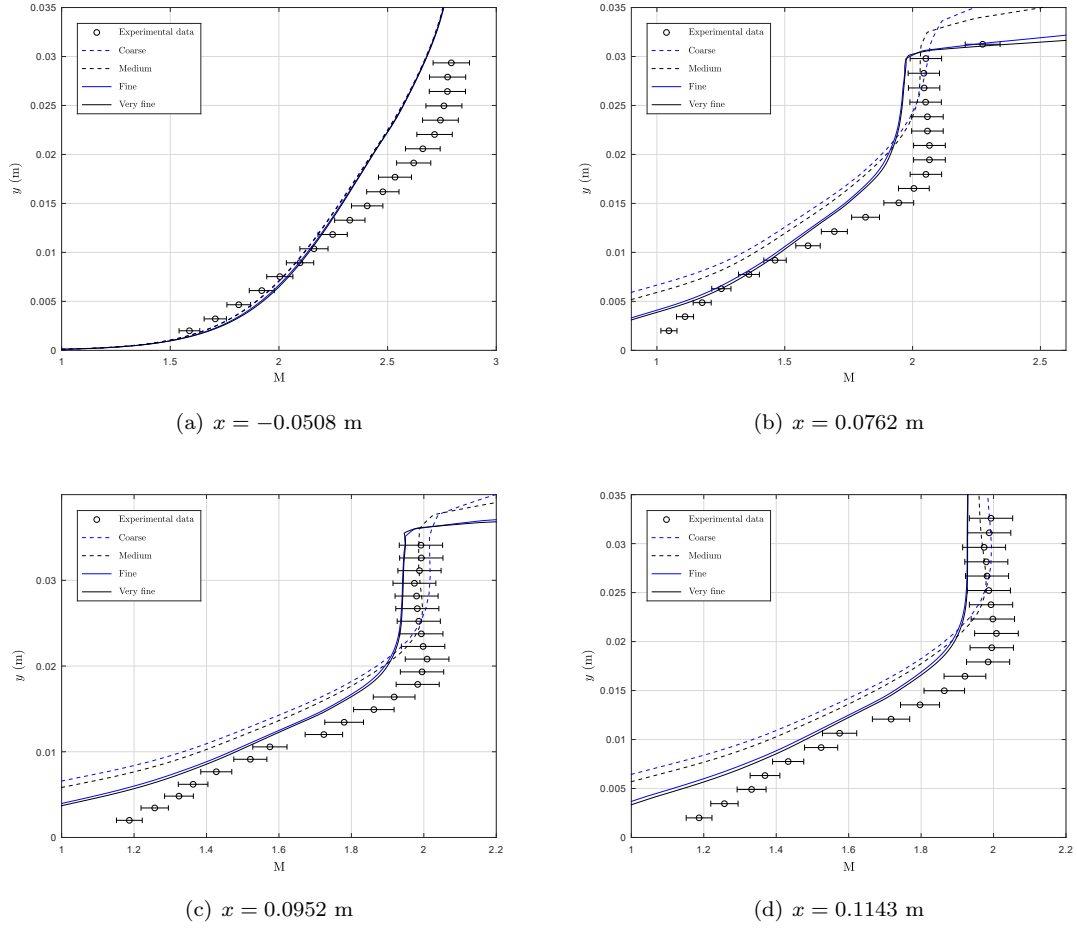 0.035
0.03
0.025
0.02
0.015
0.01
0.005
0
y (m)
Experimental data
Coarse
Medium
Fine
Very fine
1 1.5 2 2.5 3
M
(a) x = −0.0508 m
0.035
0.03
0.025
0.02
0.015
0.01
0.005
0
y (m)
Experimental data
Coarse
Medium
Fine
Very fine
1 1.5 2 2.5
M
(b) x = 0.0762 m
0.03
0.02
0.01
0
y (m)
Experimental data
Coarse
Medium
Fine
Very fine
1 1.2 1.4 1.6 1.8 2 2.2
M
(c) x = 0.0952 m
0.035
0.03
0.025
0.02
0.015
0.01
0.005
0
y (m)
Experimental data
Coarse
Medium
Fine
Very fine
1 1.2 1.4 1.6 1.8 2 2.2
M
(d) x = 0.1143 m